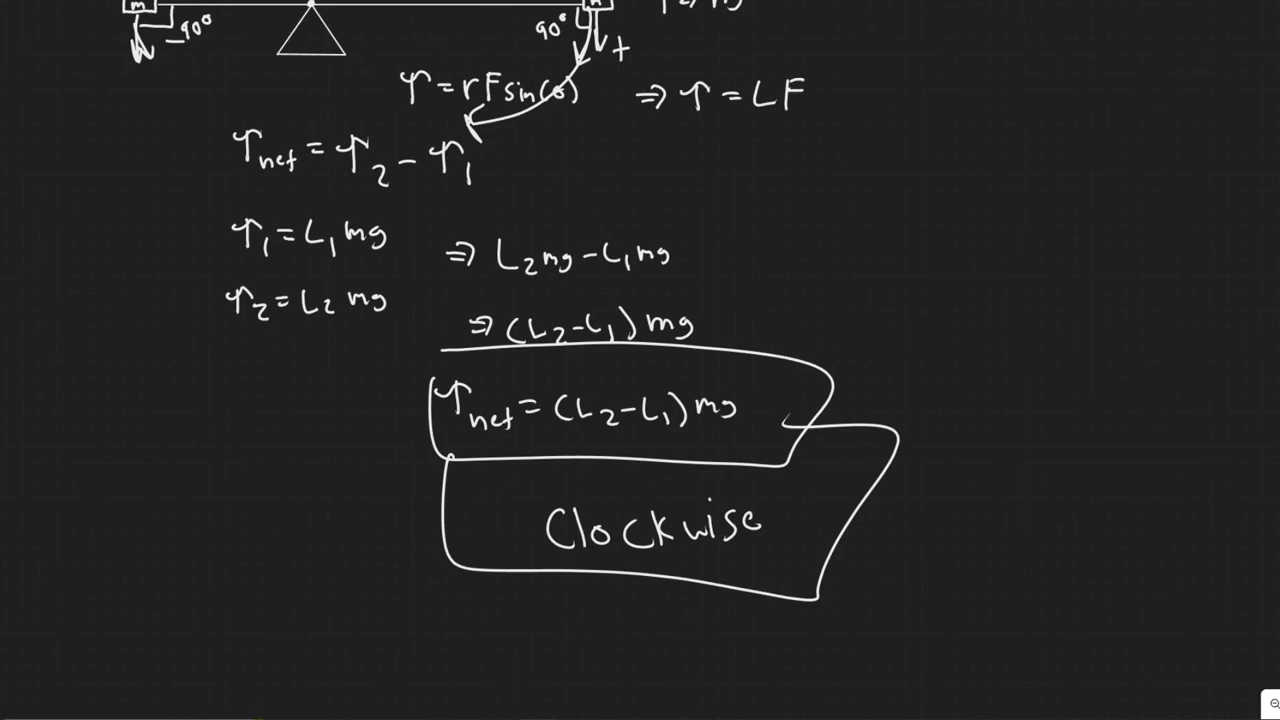 m m
-90° 90° +
τ = rFsin(θ) ⇒ τ = LF
τnet = τ2 - τ1
τ1 = L1mg
⇒ L2mg - L1mg
τ2 = L2mg
⇒ (L2-L1)mg
τnet = (L2-L1)mg
Clockwise